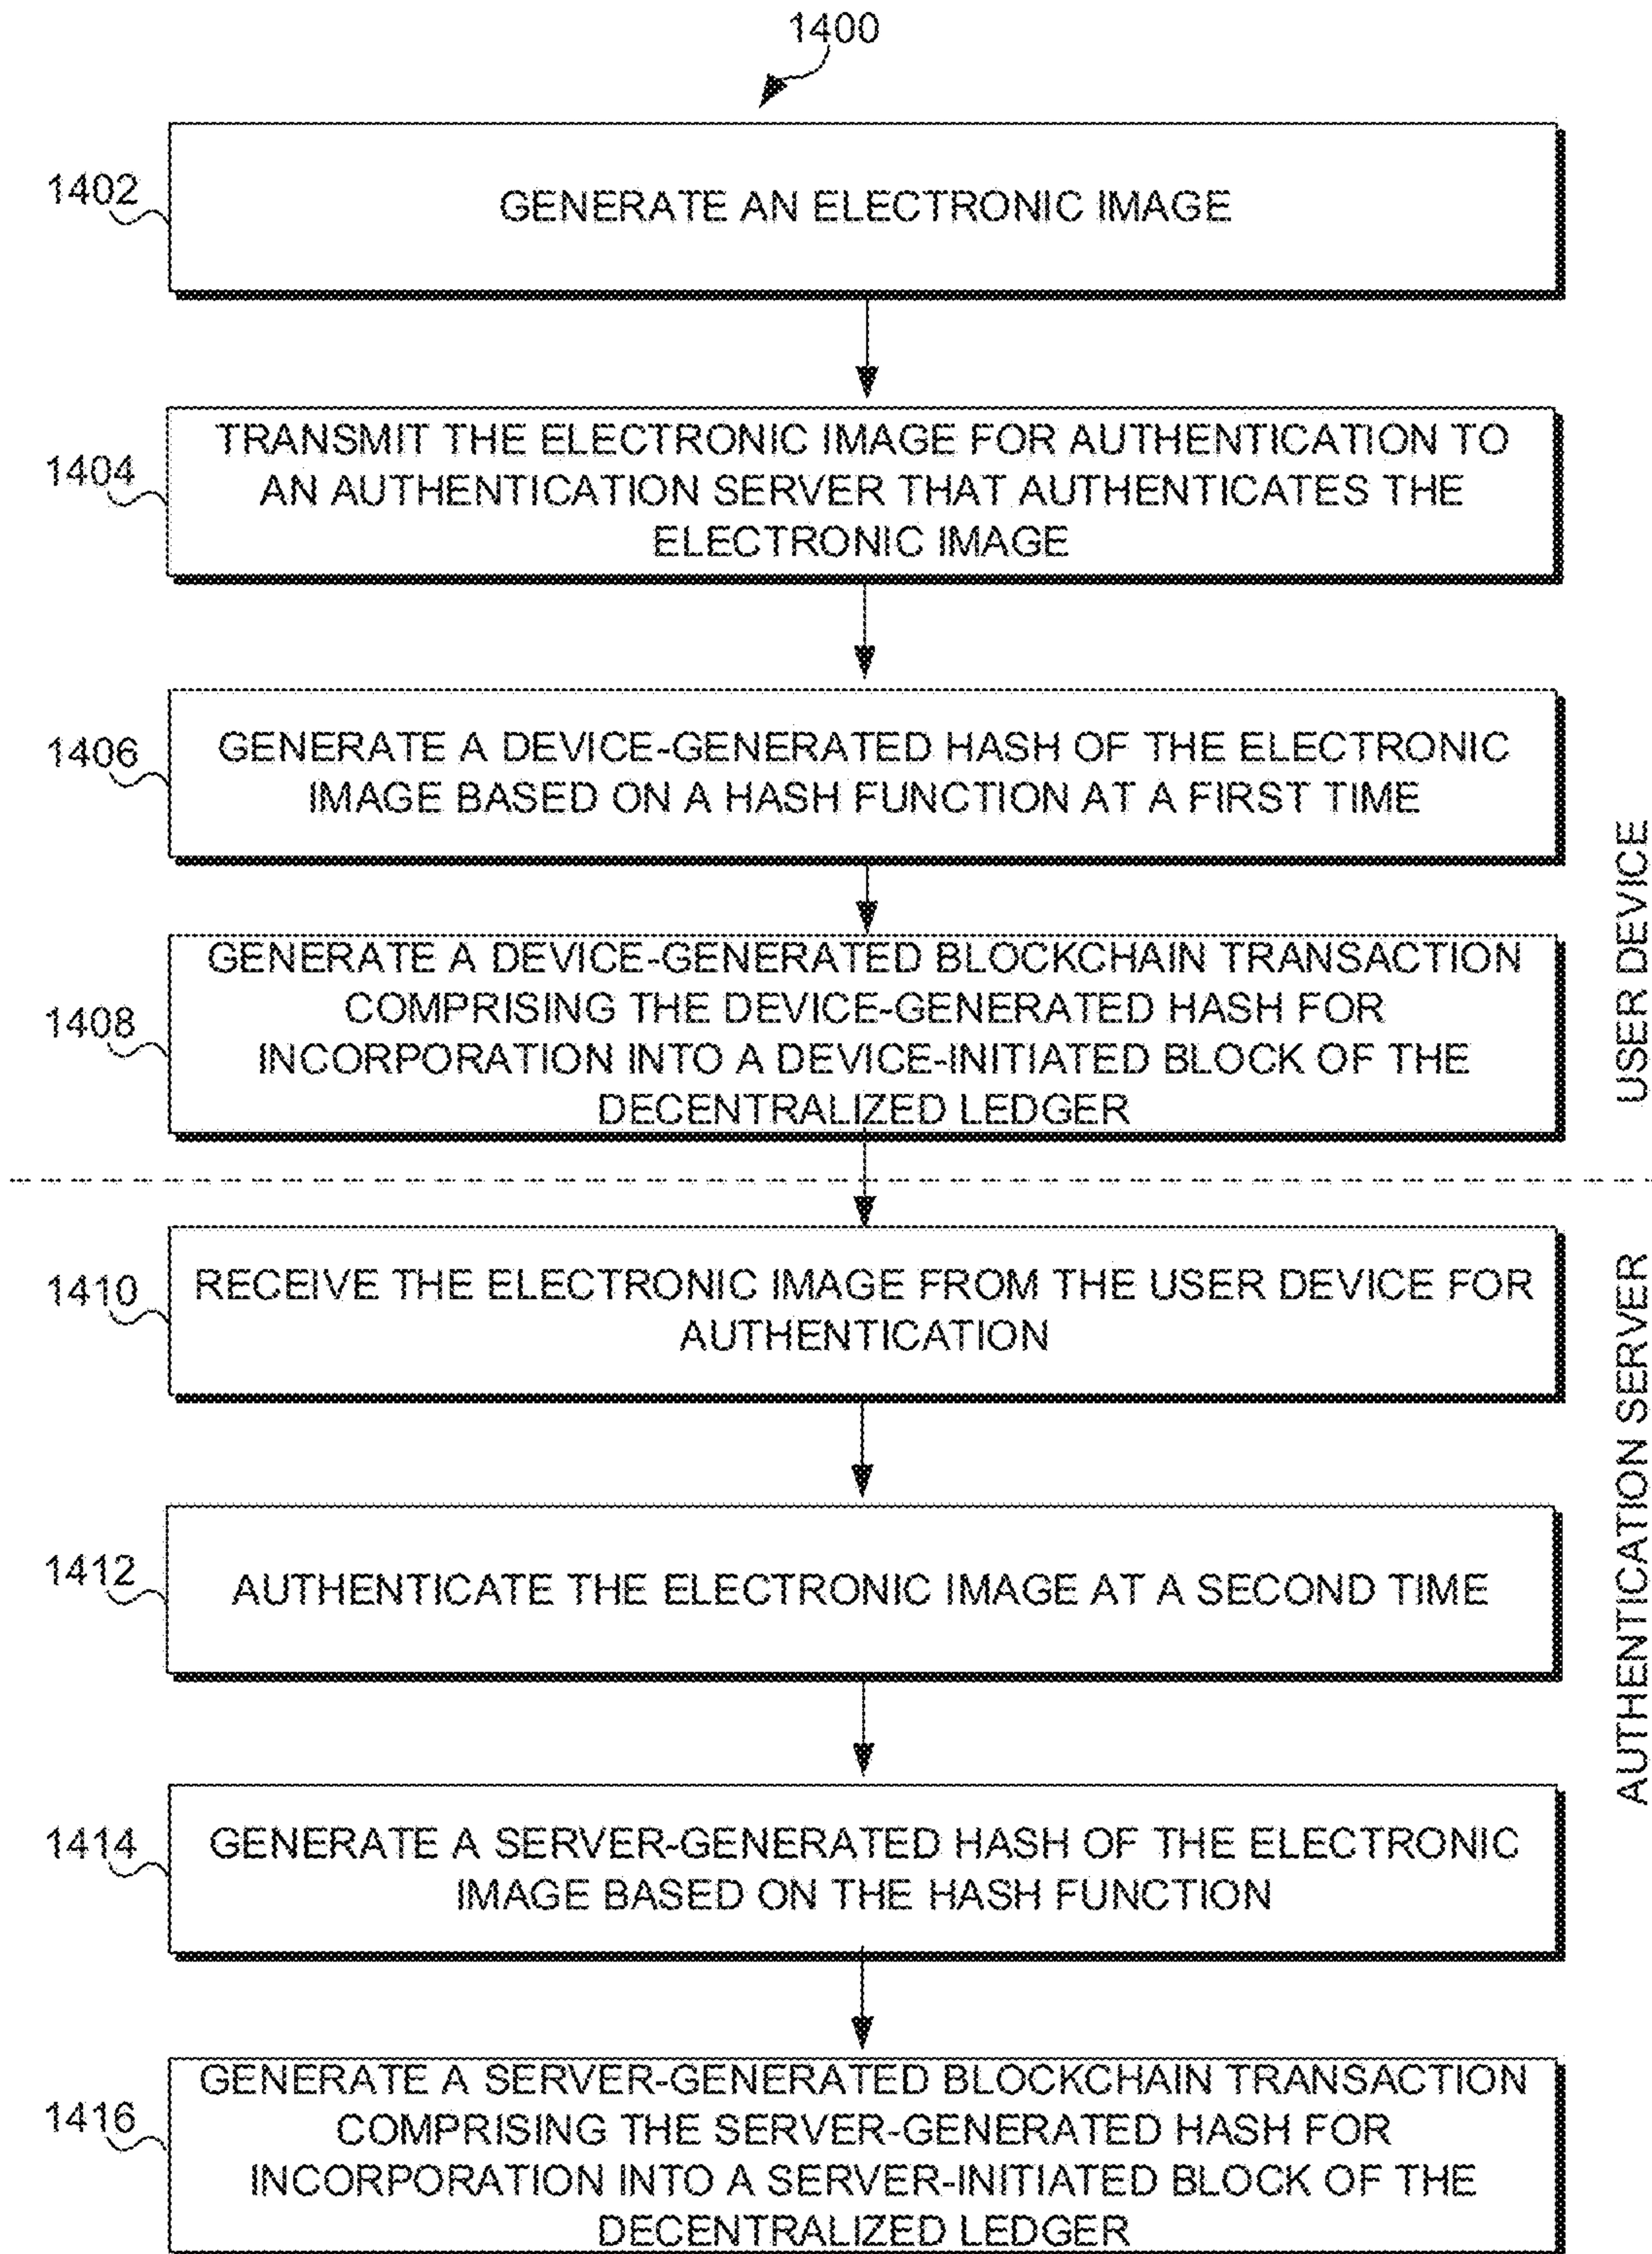 1400
1402
GENERATE AN ELECTRONIC IMAGE
1404
TRANSMIT THE ELECTRONIC IMAGE FOR AUTHENTICATION TO
AN AUTHENTICATION SERVER THAT AUTHENTICATES THE
ELECTRONIC IMAGE
1406
GENERATE A DEVICE-GENERATED HASH OF THE ELECTRONIC
IMAGE BASED ON A HASH FUNCTION AT A FIRST TIME
1408
GENERATE A DEVICE-GENERATED BLOCKCHAIN TRANSACTION
COMPRISING THE DEVICE-GENERATED HASH FOR
INCORPORATION INTO A DEVICE-INITIATED BLOCK OF THE
DECENTRALIZED LEDGER
USER DEVICE
1410
RECEIVE THE ELECTRONIC IMAGE FROM THE USER DEVICE FOR
AUTHENTICATION
1412
AUTHENTICATE THE ELECTRONIC IMAGE AT A SECOND TIME
1414
GENERATE A SERVER-GENERATED HASH OF THE ELECTRONIC
IMAGE BASED ON THE HASH FUNCTION
1416
GENERATE A SERVER-GENERATED BLOCKCHAIN TRANSACTION
COMPRISING THE SERVER-GENERATED HASH FOR
INCORPORATION INTO A SERVER-INITIATED BLOCK OF THE
DECENTRALIZED LEDGER
AUTHENTICATION SERVER